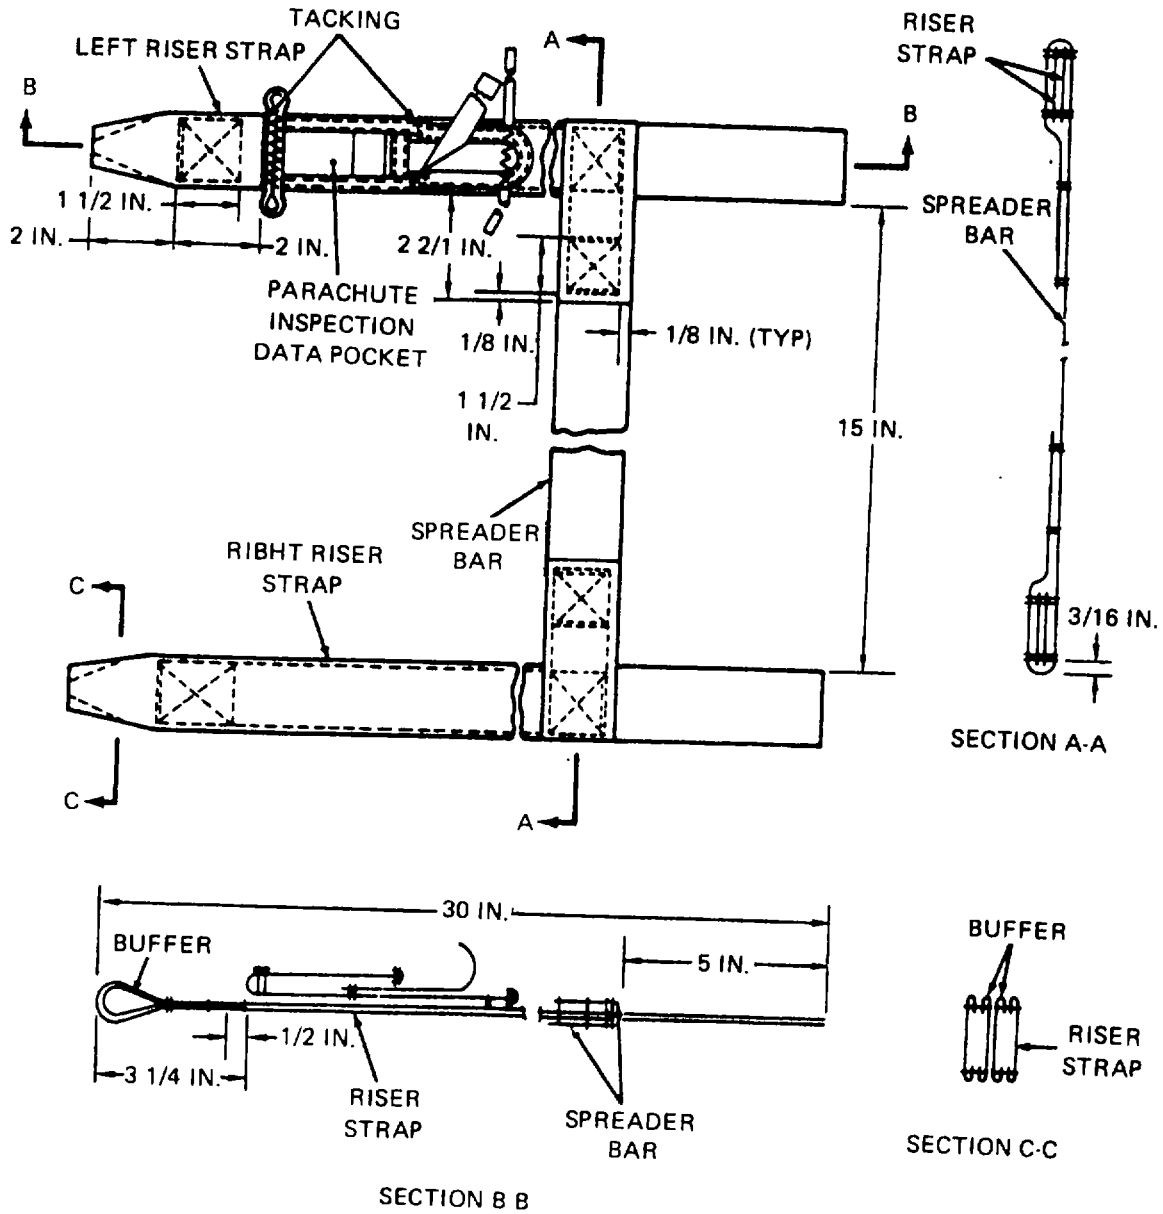 TACKING
LEFT RISER STRAP
A
RISER
STRAP
B
B
1 1/2 IN.
2 IN.
2 IN.
2 2/1 IN.
SPREADER
BAR
PARACHUTE
INSPECTION
DATA POCKET
1/8 IN.
1/8 IN. (TYP)
1 1/2
IN.
15 IN.
SPREADER
BAR
RIBHT RISER
STRAP
C
3/16 IN.
SECTION A-A
C
A
30 IN.
BUFFER
5 IN.
BUFFER
1/2 IN.
3 1/4 IN.
RISER
STRAP
RISER
STRAP
SPREADER
BAR
SECTION C-C
SECTION B B